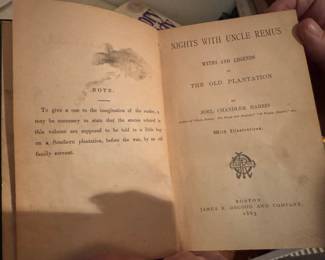 NOTE.
To give a cue to the imagination of the reader, it
may be necessary to state that the stories related in
this volume are supposed to be told to a little boy
on a Southern plantation, before the war, by an old
family servant.
NIGHTS WITH UNCLE REMUS
MYTHS AND LEGENDS
OF
THE OLD PLANTATION
BY
JOEL CHANDLER HARRIS
With Illustrations
BOSTON
JAMES R. OSGOOD AND COMPANY
1883